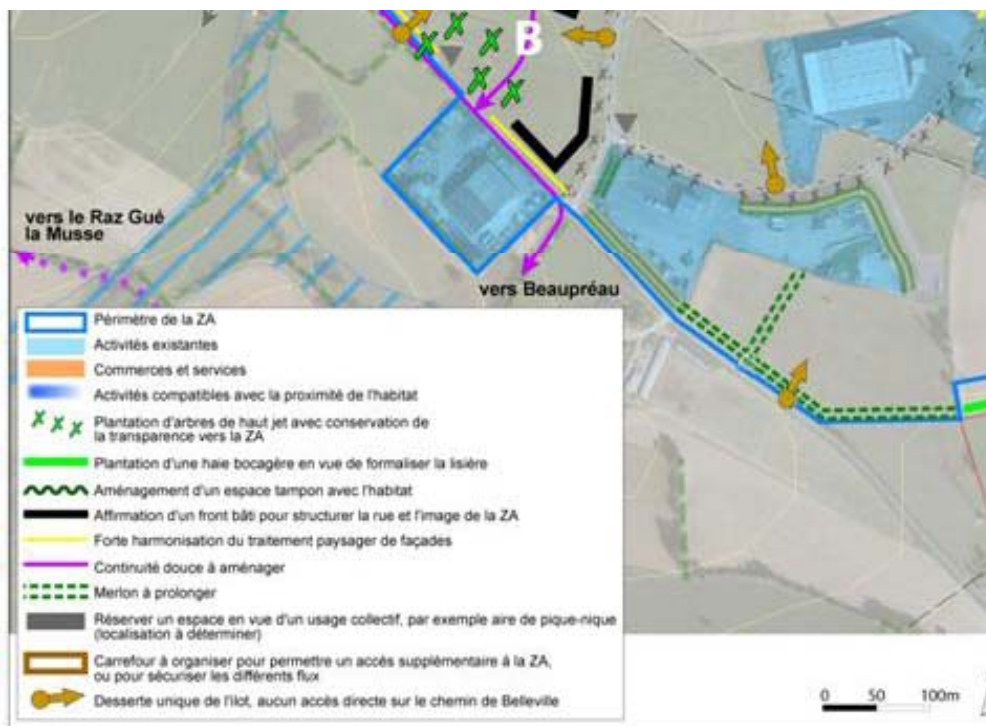 B
vers le Raz Gué
la Musse
vers Beaupréau
Périmètre de la ZA
Activités existantes
Commerces et services
Activités compatibles avec la proximité de l'habitat
Plantation d'arbres de haut jet avec conservation de
la transparence vers la ZA
Plantation d'une haie bocagère en vue de formaliser la lisière
Aménagement d'un espace tampon avec l'habitat
Affirmation d'un front bâti pour structurer la rue et l'image de la ZA
Forte harmonisation du traitement paysager de façades
Continuité douce à aménager
Merlon à prolonger
Réserver un espace en vue d'un usage collectif, par exemple aire de pique-nique
(localisation à déterminer)
Carrefour à organiser pour permettre un accès supplémentaire à la ZA,
ou pour sécuriser les différents flux
Desserte unique de l'ilot, aucun accès directe sur le chemin de Belleville
0 50 100m